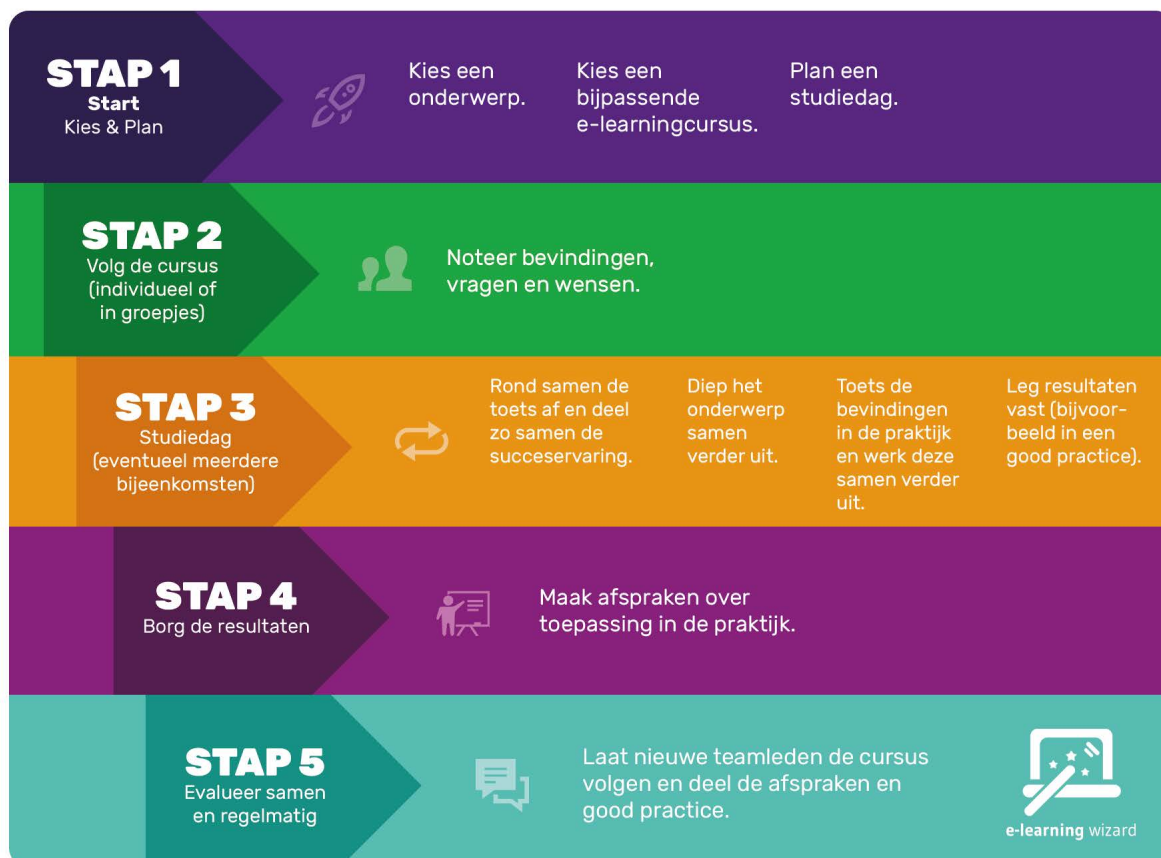 STAP 1
Start
Kies & Plan
Kies een
onderwerp.
Kies een
bijpassende
e-learningcursus.
Plan een
studiedag.
STAP 2
Volg de cursus
(individueel of
in groepjes)
Noteer bevindingen,
vragen en wensen.
STAP 3
Studiedag
(eventueel meerdere
bijeenkomsten)
Rond samen de
toets af en deel
zo samen de
succeservaring.
Diep het
onderwerp
samen
verder uit.
Toets de
bevindingen
in de praktijk
en werk deze
samen verder
uit.
Leg resultaten
vast (bijvoor-
beeld in een
good practice).
STAP 4
Borg de resultaten
Maak afspraken over
toepassing in de praktijk.
STAP 5
Evalueer samen
en regelmatig
Laat nieuwe teamleden de cursus
volgen en deel de afspraken en
good practice.
e-learning wizard